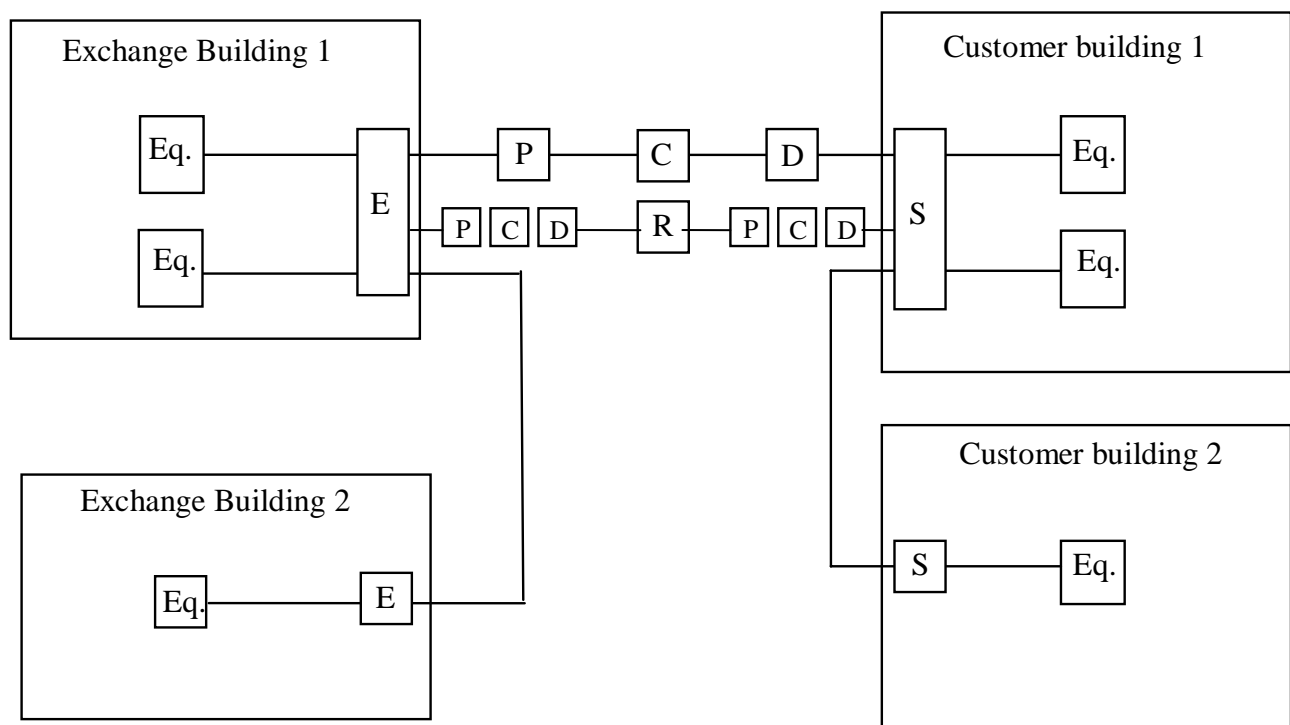 Exchange Building 1
Customer building 1
Eq.
P
C
D
Eq.
E
S
P
C
D
R
P
C
D
Eq.
Eq.
Exchange Building 2
Customer building 2
Eq.
E
S
Eq.